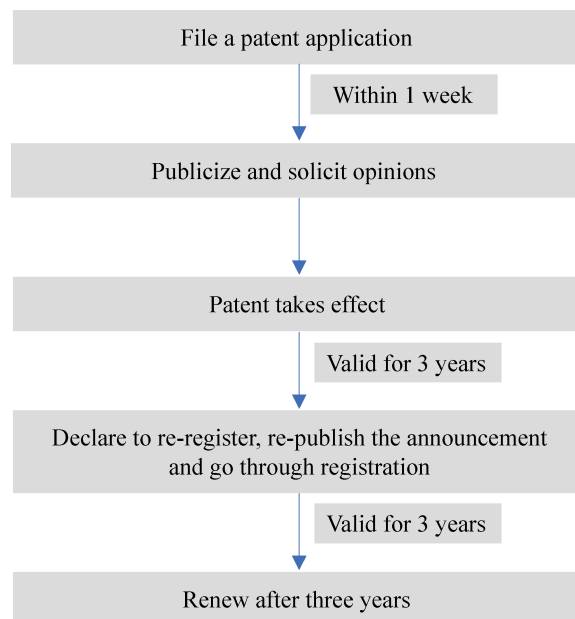 File a patent application
Within 1 week
Publicize and solicit opinions
Patent takes effect
Valid for 3 years
Declare to re-register, re-publish the announcement
and go through registration
Valid for 3 years
Renew after three years